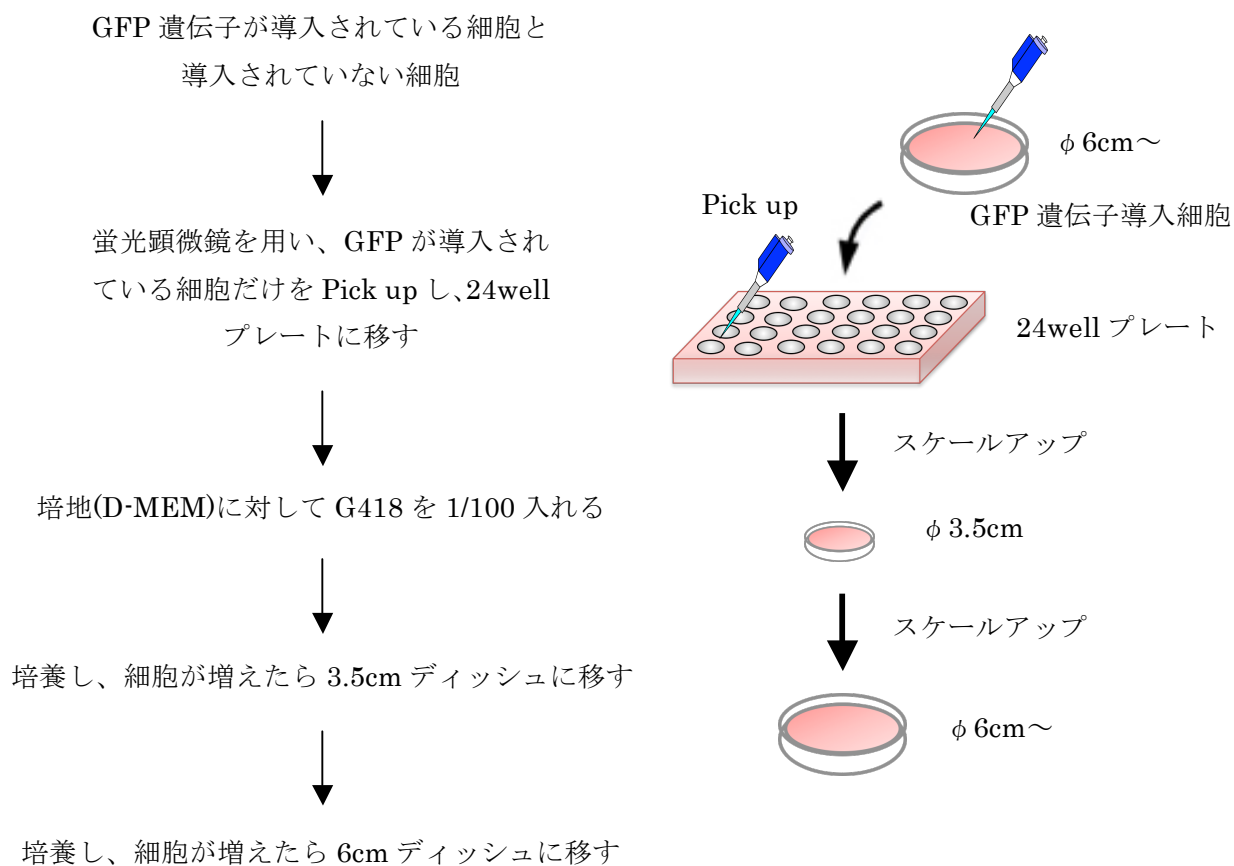 GFP 遺伝子が導入されている細胞と
導入されていない細胞
蛍光顕微鏡を用い、GFP が導入され
ている細胞だけを Pick up し、24well
プレートに移す
培地(D-MEM)に対して G418 を 1/100 入れる
培養し、細胞が増えたら 3.5cm ディッシュに移す
培養し、細胞が増えたら 6cm ディッシュに移す
φ 6cm～
GFP 遺伝子導入細胞
Pick up
24well プレート
スケールアップ
φ 3.5cm
スケールアップ
φ 6cm～